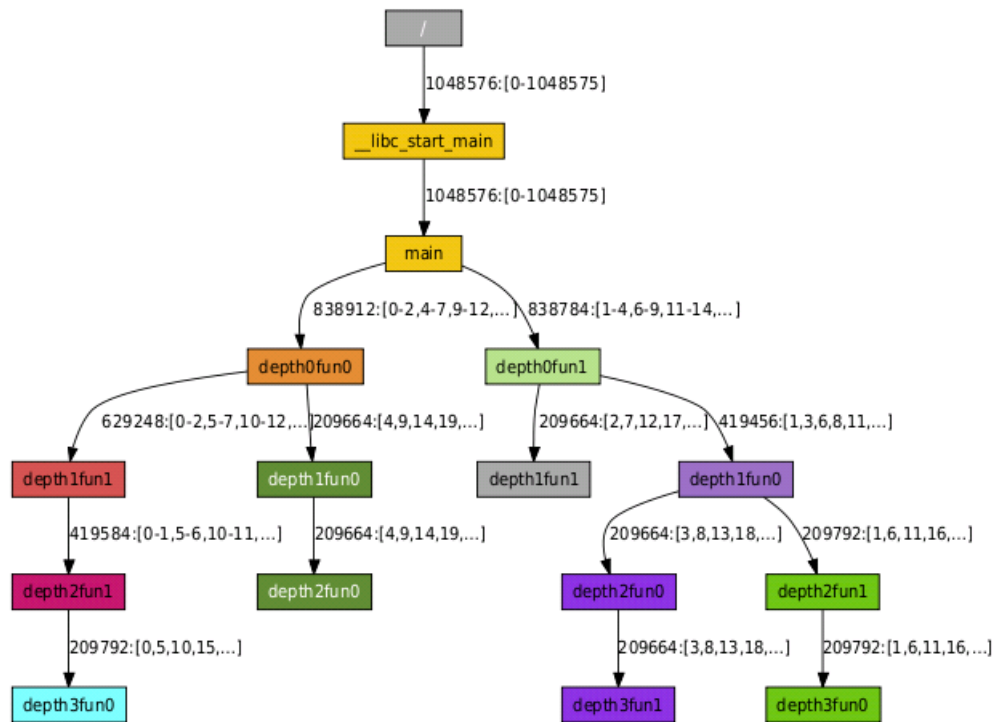 /
1048576:[0-1048575]
__libc_start_main
1048576:[0-1048575]
main
838912:[0-2,4-7,9-12,...]
838784:[1-4,6-9,11-14,...]
depth0fun0
depth0fun1
629248:[0-2,5-7,10-12,...]
209664:[4,9,14,19,...]
209664:[2,7,12,17,...]
419456:[1,3,6,8,11,...]
depth1fun1
depth1fun0
depth1fun1
depth1fun0
419584:[0-1,5-6,10-11,...]
209664:[4,9,14,19,...]
209664:[3,8,13,18,...]
209792:[1,6,11,16,...]
depth2fun1
depth2fun0
depth2fun0
depth2fun1
209792:[0,5,10,15,...]
209664:[3,8,13,18,...]
209792:[1,6,11,16,...]
depth3fun0
depth3fun1
depth3fun0